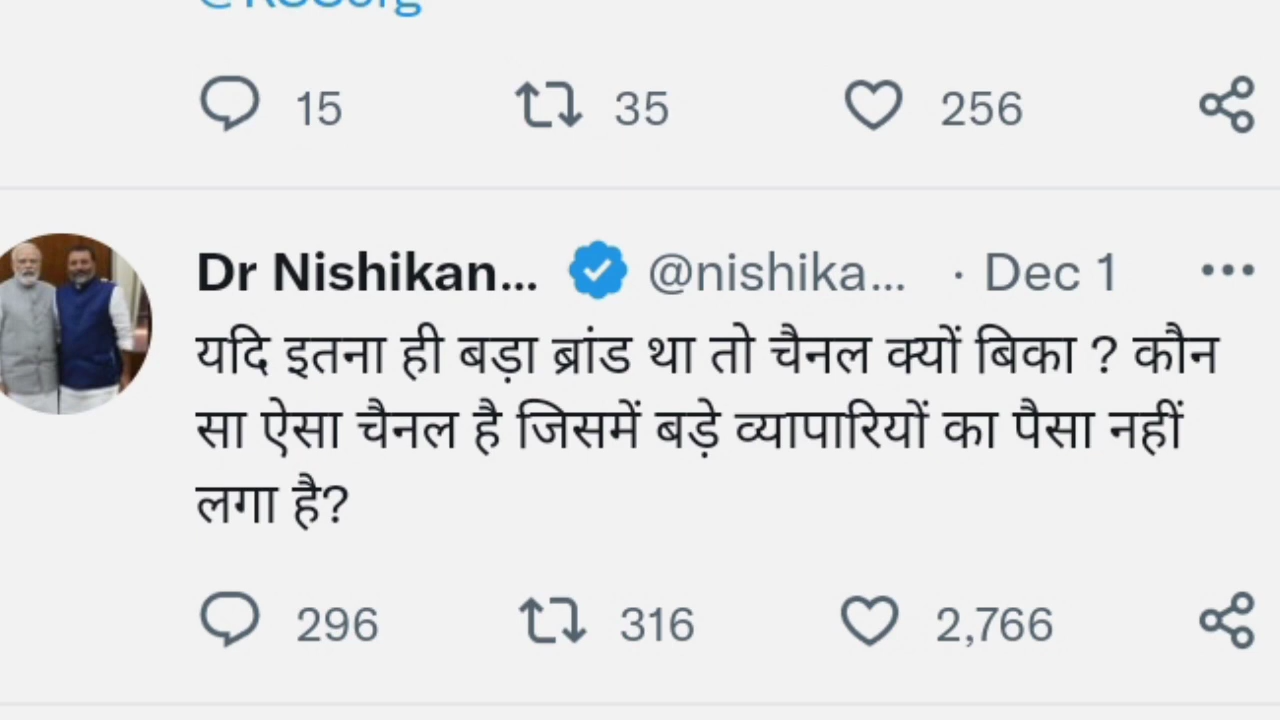 15 35 256
Dr Nishikan... @nishika... · Dec 1
यदि इतना ही बड़ा ब्रांड था तो चैनल क्यों बिका ? कौन
सा ऐसा चैनल है जिसमें बड़े व्यापारियों का पैसा नहीं
लगा है?
296 316 2,766